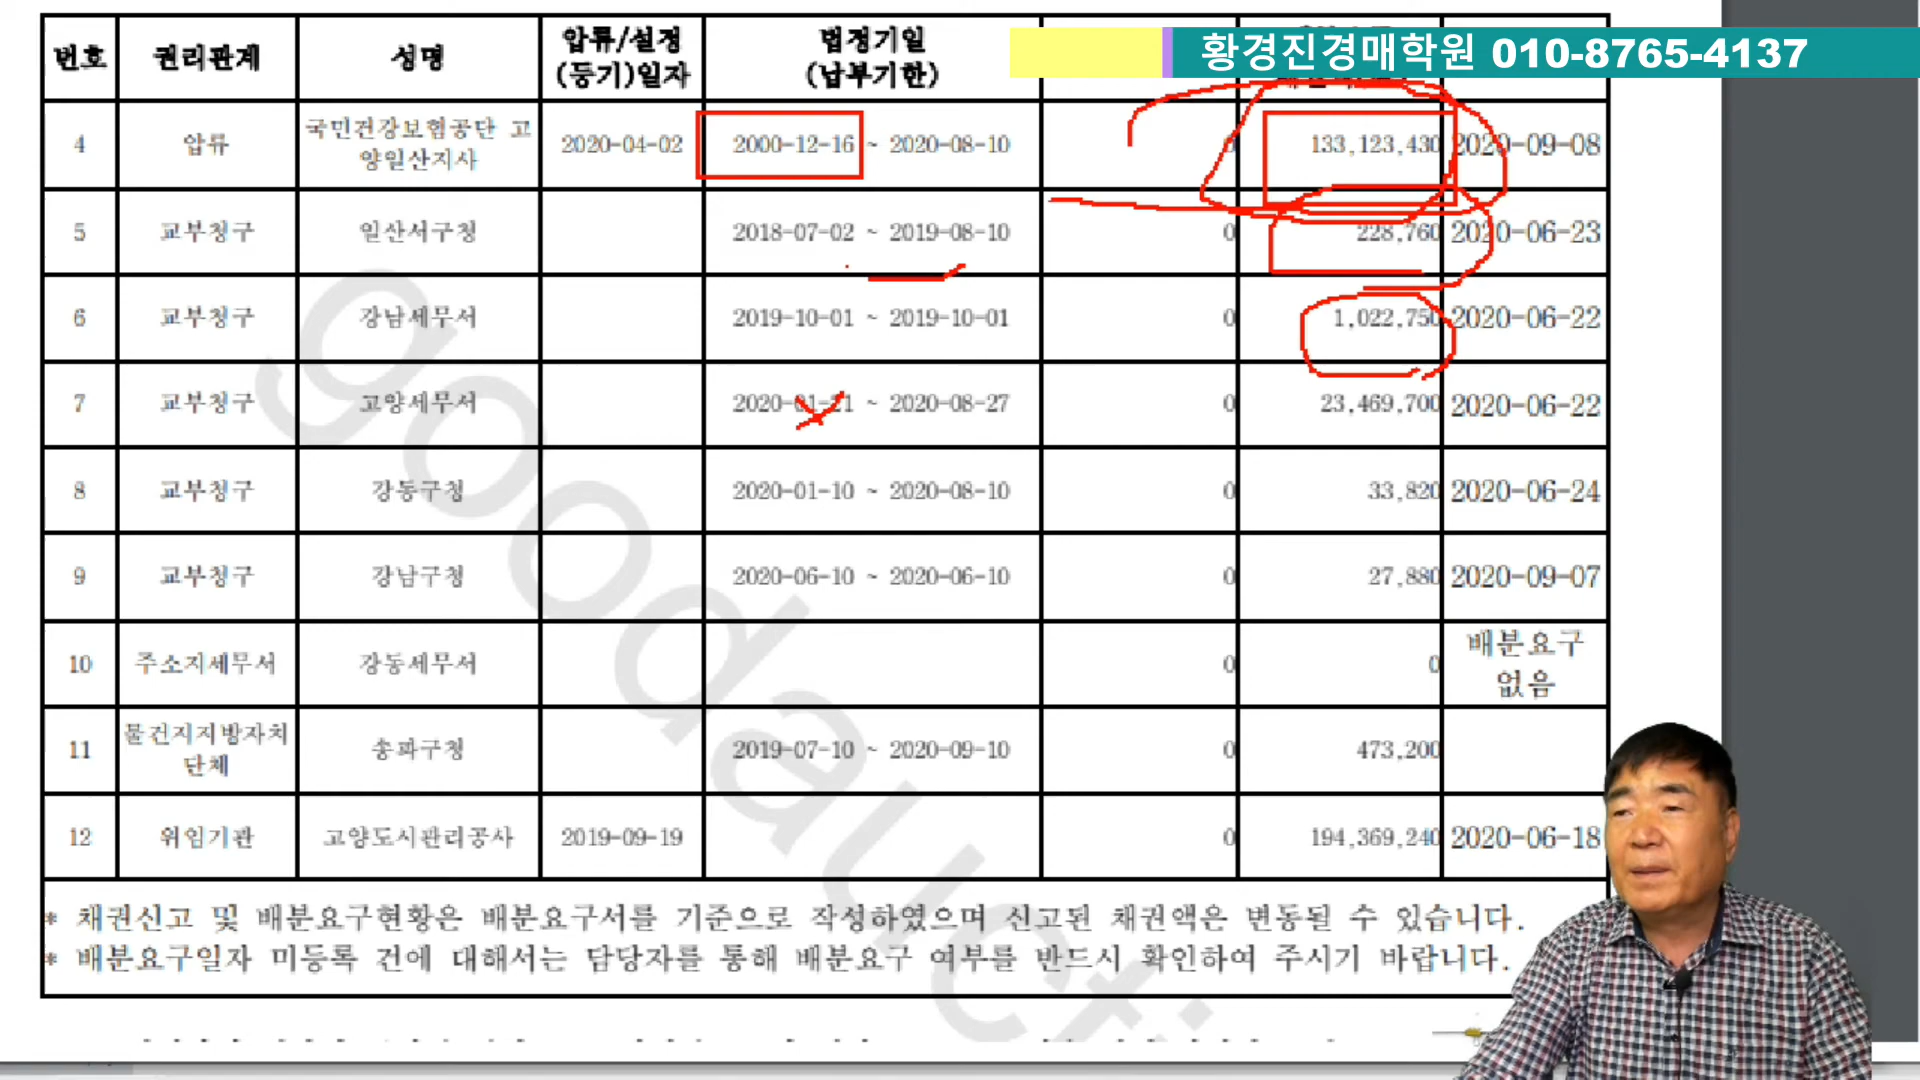 황경진경매학원 010-8765-4137
번호 권리관계 성명 압류/설정 (등기)일자 법정기일 (납부기한)
4 압류 국민건강보험공단 고양일산지사 2020-04-02 2000-12-16 ~ 2020-08-10 0 133,123,430 2020-09-08
5 교부청구 일산서구청 2018-07-02 ~ 2019-08-10 0 228,760 2020-06-23
6 교부청구 강남세무서 2019-10-01 ~ 2019-10-01 0 1,022,750 2020-06-22
7 교부청구 고양세무서 2020-01-21 ~ 2020-08-27 0 23,469,700 2020-06-22
8 교부청구 강동구청 2020-01-10 ~ 2020-08-10 0 33,820 2020-06-24
9 교부청구 강남구청 2020-06-10 ~ 2020-06-10 0 27,880 2020-09-07
10 주소지세무서 강동세무서 0 0 배분요구 없음
11 물건지지방자치단체 송파구청 2019-07-10 ~ 2020-09-10 0 473,200
12 위임기관 고양도시관리공사 2019-09-19 0 194,369,240 2020-06-18
* 채권신고 및 배분요구현황은 배분요구서를 기준으로 작성하였으며 신고된 채권액은 변동될 수 있습니다.
* 배분요구일자 미등록 건에 대해서는 담당자를 통해 배분요구 여부를 반드시 확인하여 주시기 바랍니다.
goodaucti